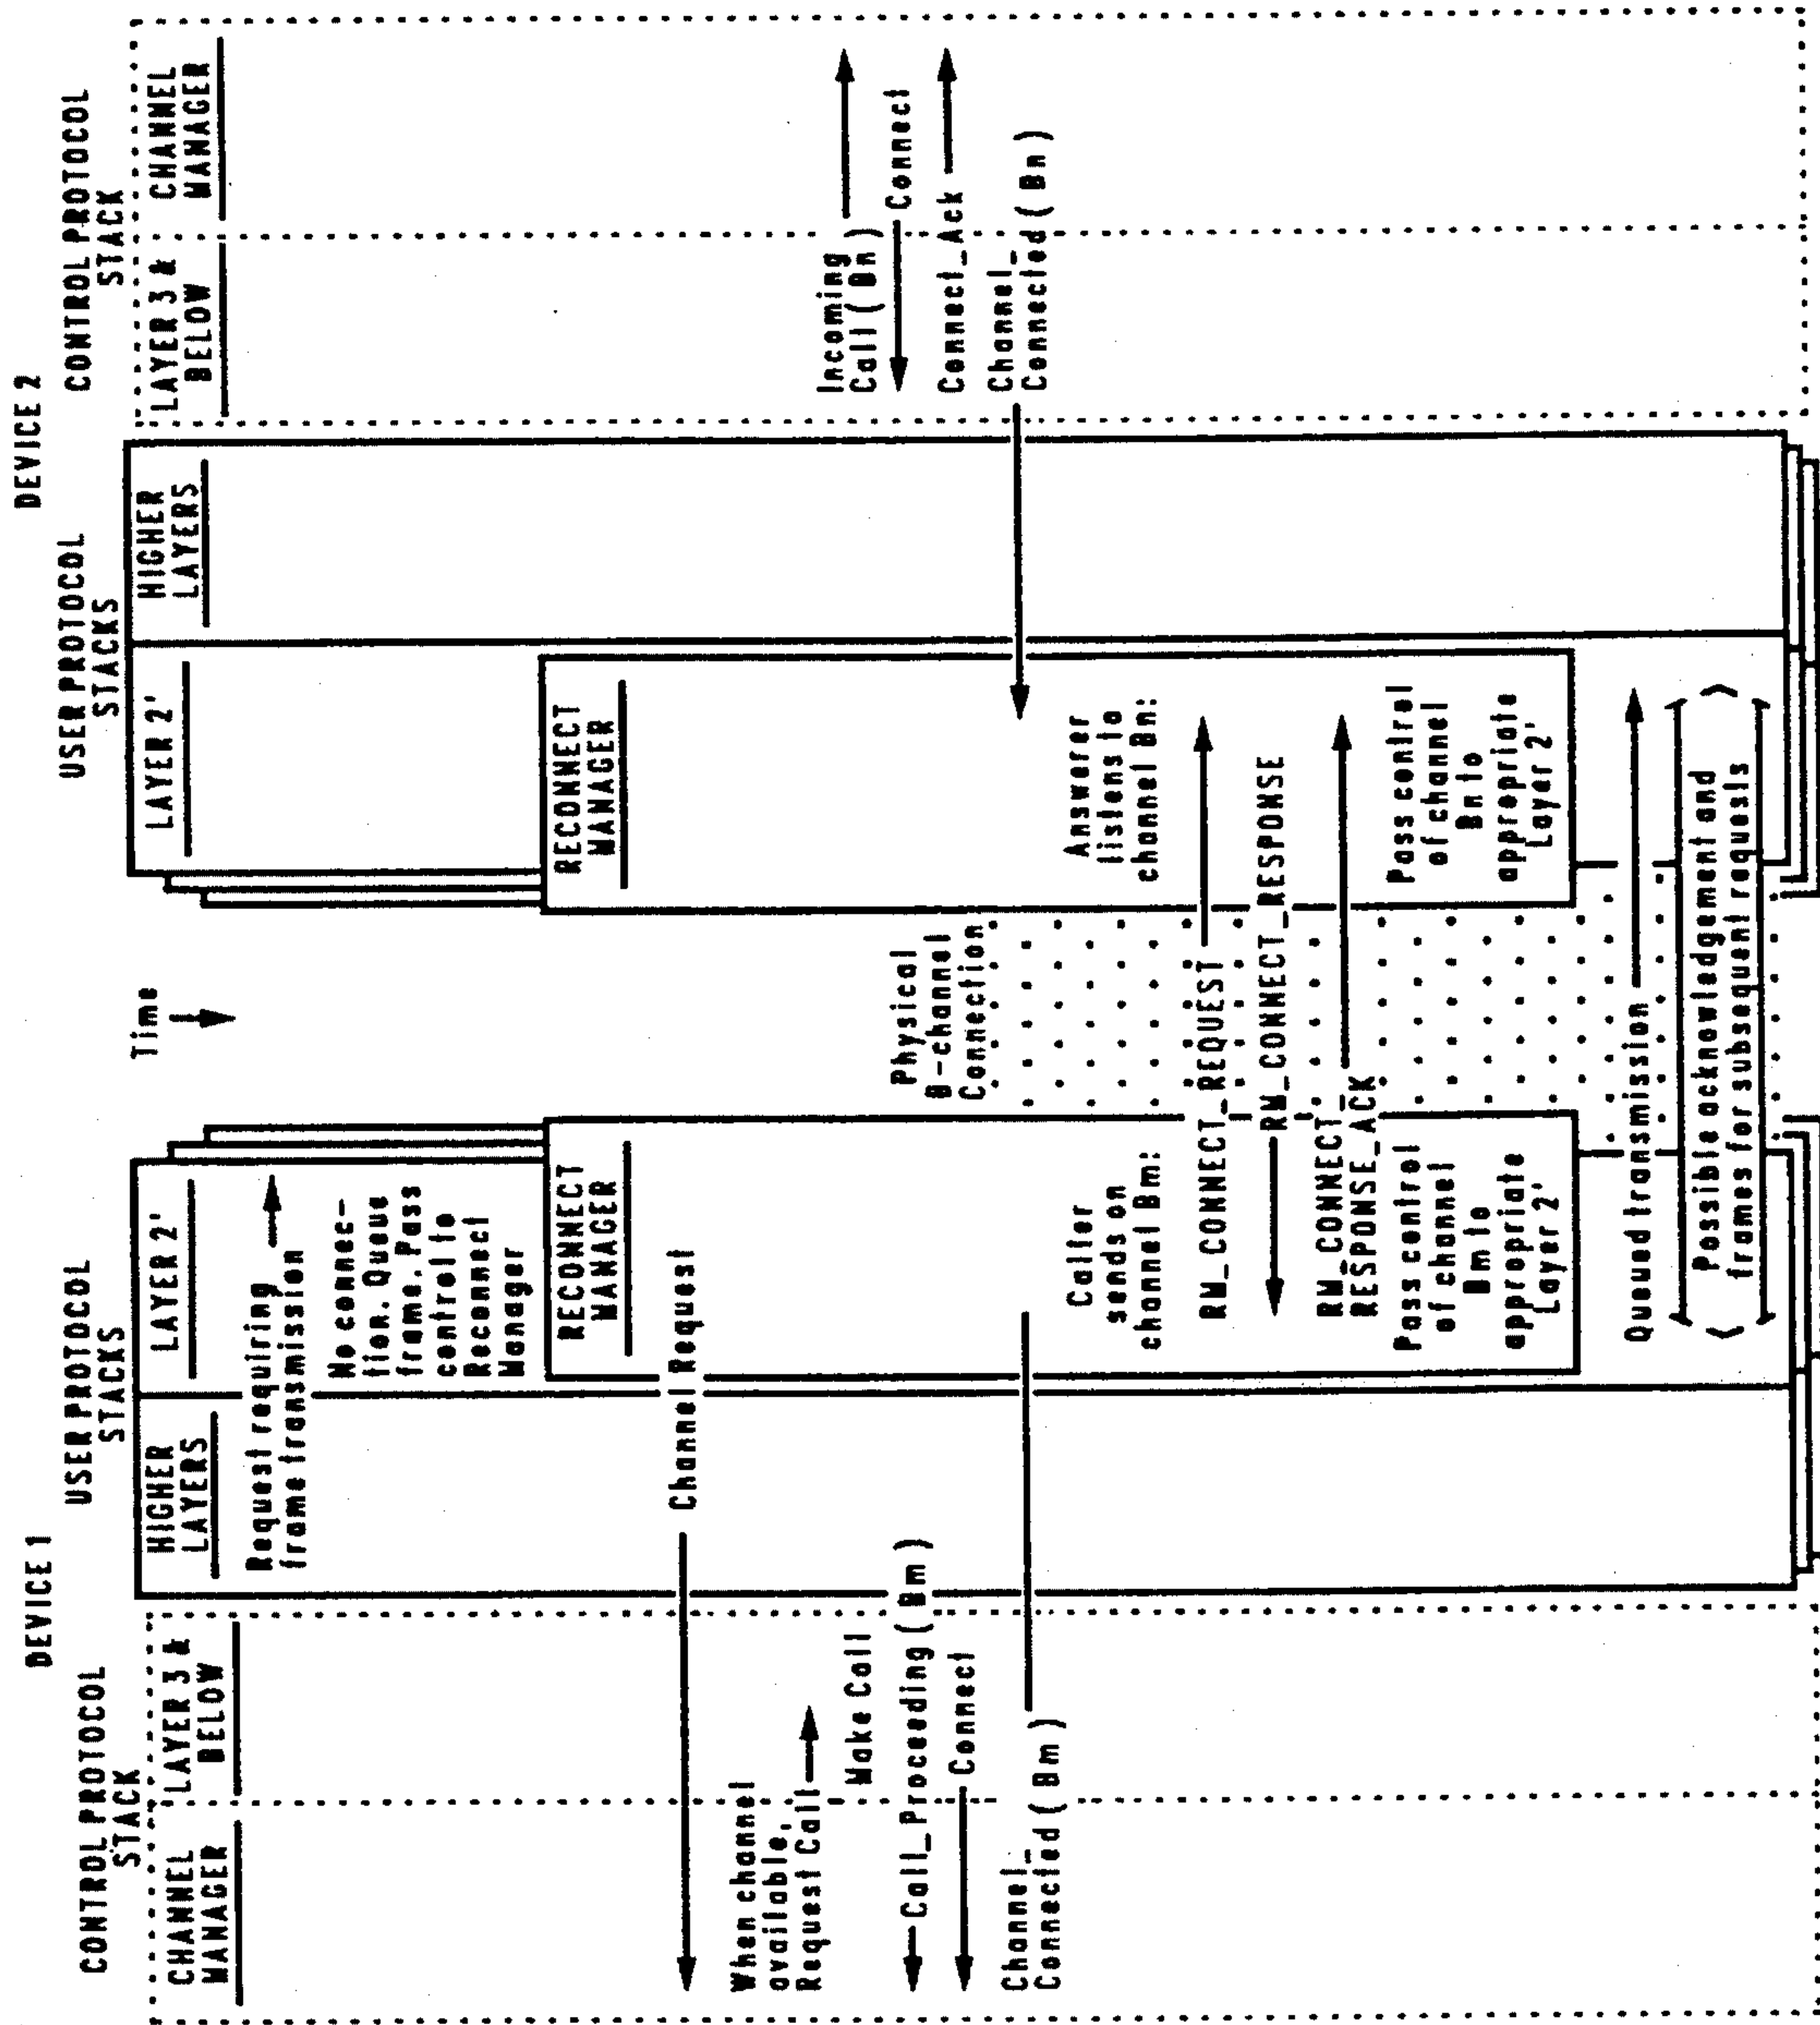 DEVICE 1
DEVICE 2
CONTROL PROTOCOL
STACK
USER PROTOCOL
STACKS
USER PROTOCOL
STACKS
CONTROL PROTOCOL
STACK
CHANNEL
MANAGER
LAYER 3 &
BELOW
HIGHER
LAYERS
LAYER 2'
Time
LAYER 2'
HIGHER
LAYERS
LAYER 3 &
BELOW
CHANNEL
MANAGER
Request requiring
frame transmission
No connec-
tion. Queue
frame. Pass
control to
Reconnect
Manager
RECONNECT
MANAGER
RECONNECT
MANAGER
Channel Request
When channel
available,
Request Call
Make Call
Call_Proceeding ( Bm )
Connect
Channel_
Connected ( Bm )
Incoming
Call ( Bn )
Connect
Connect_Ack
Channel_
Connected ( Bn )
Physical
B-channel
Connection
Caller
sends on
channel Bm:
Answerer
listens to
channel Bn:
RM_CONNECT_REQUEST
RM_CONNECT_RESPONSE
RM_CONNECT_
RESPONSE_ACK
Pass control
of channel
Bm to
appropriate
Layer 2'
Pass control
of channel
Bn to
appropriate
Layer 2'
Queued transmission
( Possible acknowledgement and )
frames for subsequent requests